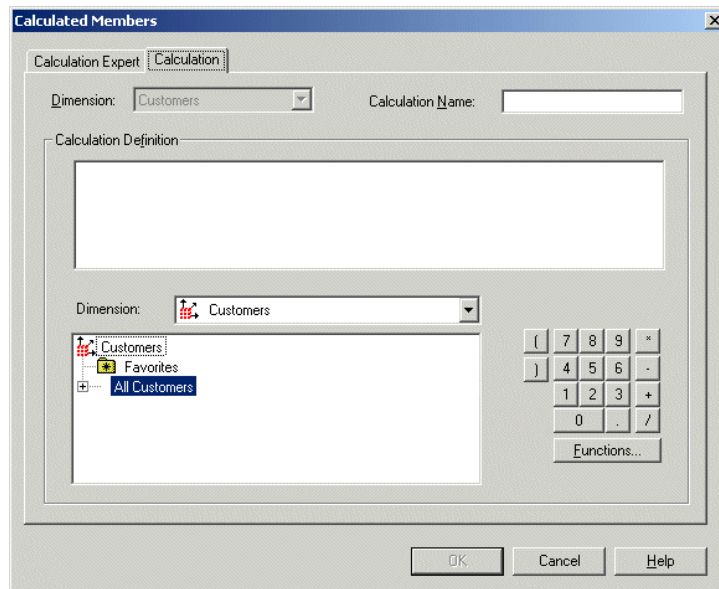 Calculated Members
Calculation Expert Calculation
Dimension: Customers Calculation Name:
Calculation Definition
Dimension: Customers
Customers
Favorites
All Customers
( 7 8 9 *
) 4 5 6 -
1 2 3 +
0 . /
Functions...
OK Cancel Help